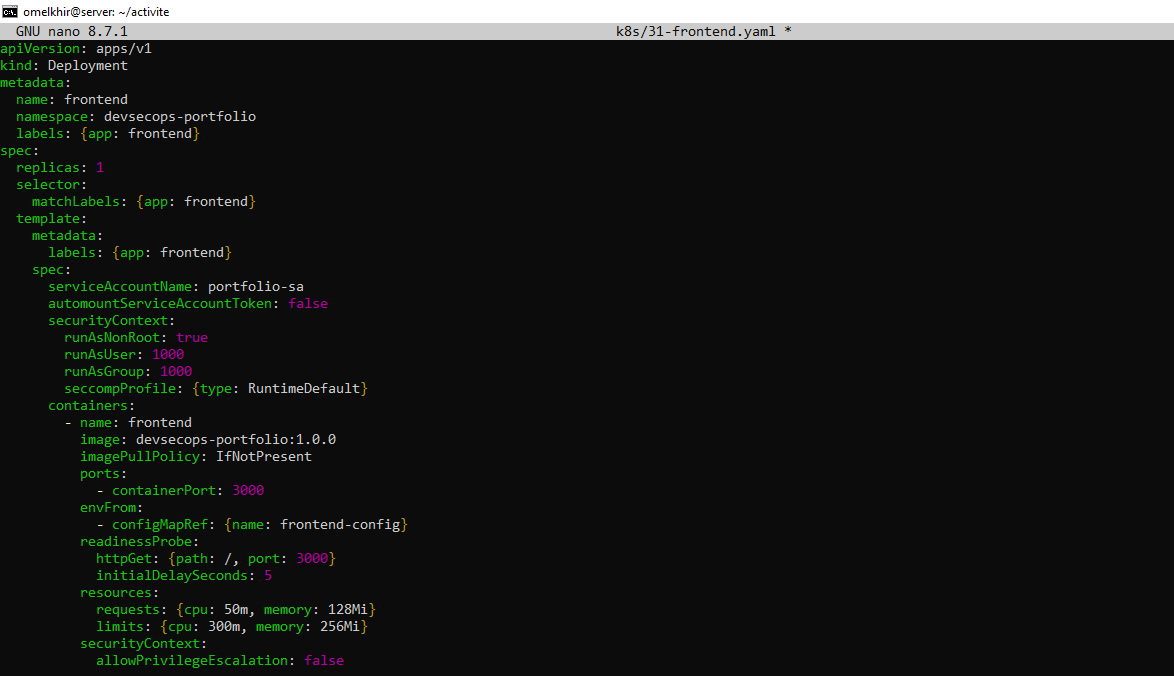 omelkhir@server: ~/activite
GNU nano 8.7.1 k8s/31-frontend.yaml *
apiVersion: apps/v1
kind: Deployment
metadata:
  name: frontend
  namespace: devsecops-portfolio
  labels: {app: frontend}
spec:
  replicas: 1
  selector:
    matchLabels: {app: frontend}
  template:
    metadata:
      labels: {app: frontend}
    spec:
      serviceAccountName: portfolio-sa
      automountServiceAccountToken: false
      securityContext:
        runAsNonRoot: true
        runAsUser: 1000
        runAsGroup: 1000
        seccompProfile: {type: RuntimeDefault}
      containers:
        - name: frontend
          image: devsecops-portfolio:1.0.0
          imagePullPolicy: IfNotPresent
          ports:
            - containerPort: 3000
          envFrom:
            - configMapRef: {name: frontend-config}
          readinessProbe:
            httpGet: {path: /, port: 3000}
            initialDelaySeconds: 5
          resources:
            requests: {cpu: 50m, memory: 128Mi}
            limits: {cpu: 300m, memory: 256Mi}
          securityContext:
            allowPrivilegeEscalation: false